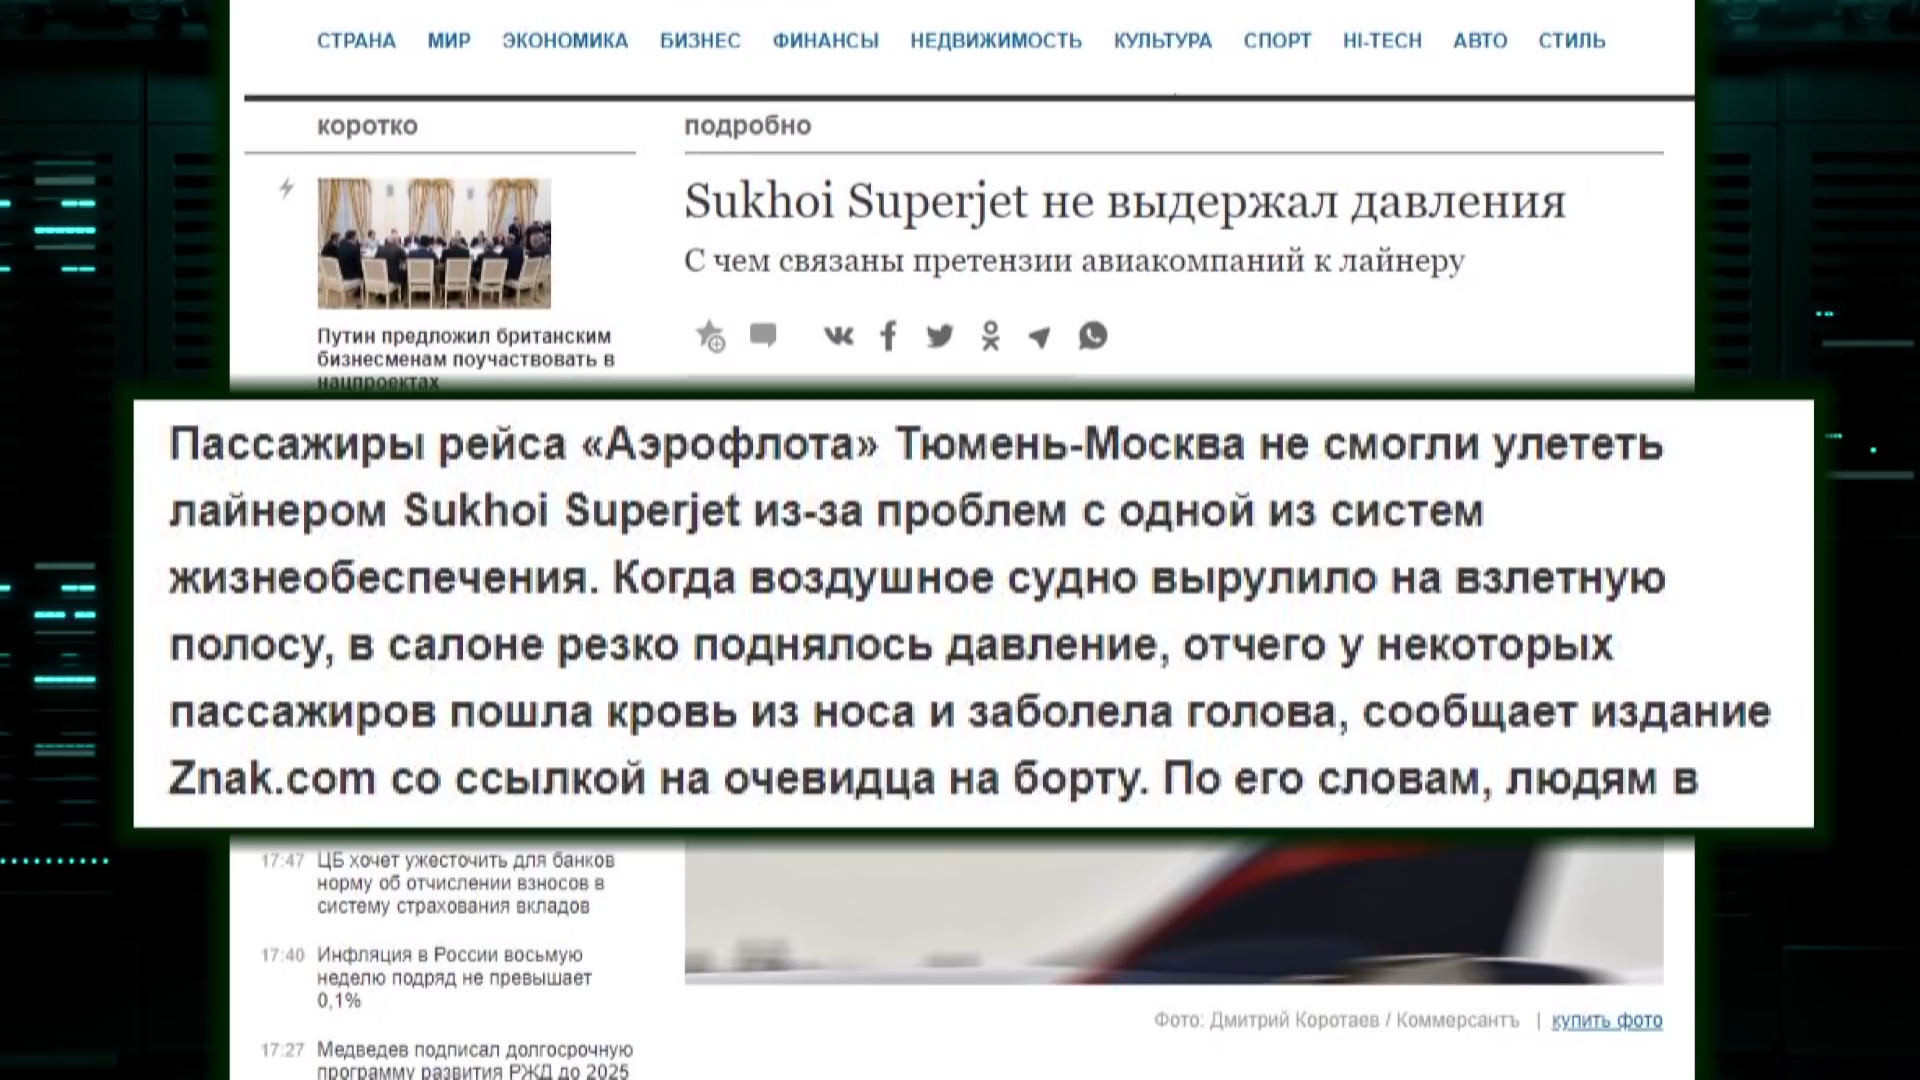 СТРАНА МИР ЭКОНОМИКА БИЗНЕС ФИНАНСЫ НЕДВИЖИМОСТЬ КУЛЬТУРА СПОРТ HI-TECH АВТО СТИЛЬ
коротко
подробно
Sukhoi Superjet не выдержал давления
С чем связаны претензии авиакомпаний к лайнеру
Путин предложил британским
бизнесменам поучаствовать в
нацпроектах
Пассажиры рейса «Аэрофлота» Тюмень-Москва не смогли улететь
лайнером Sukhoi Superjet из-за проблем с одной из систем
жизнеобеспечения. Когда воздушное судно вырулило на взлетную
полосу, в салоне резко поднялось давление, отчего у некоторых
пассажиров пошла кровь из носа и заболела голова, сообщает издание
Znak.com со ссылкой на очевидца на борту. По его словам, людям в
17:47 ЦБ хочет ужесточить для банков
норму об отчислении взносов в
систему страхования вкладов
17:40 Инфляция в России восьмую
неделю подряд не превышает
0,1%
Фото: Дмитрий Коротаев / Коммерсантъ | купить фото
17:27 Медведев подписал долгосрочную
программу развития РЖД до 2025